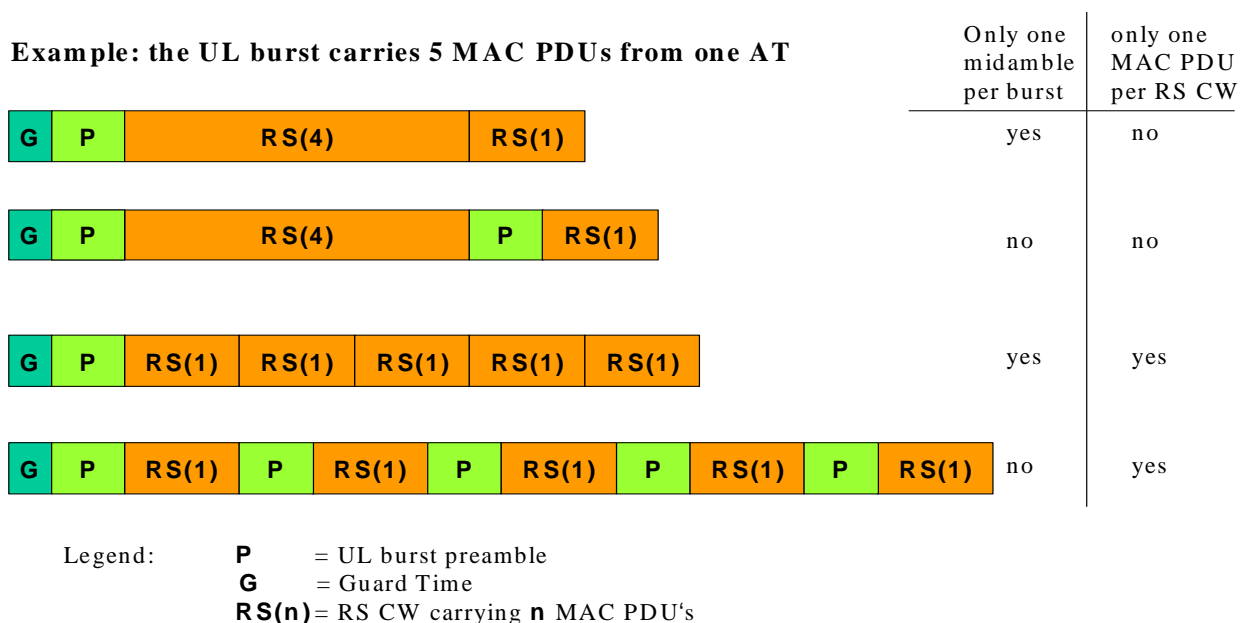 Example: the UL burst carries 5 MAC PDUs from one AT
Only one midamble per burst
only one MAC PDU per RS CW
G P RS(4) RS(1) yes no
G P RS(4) P RS(1) no no
G P RS(1) RS(1) RS(1) RS(1) RS(1) yes yes
G P RS(1) P RS(1) P RS(1) P RS(1) P RS(1) no yes
Legend: P = UL burst preamble
G = Guard Time
RS(n) = RS CW carrying n MAC PDU‘s